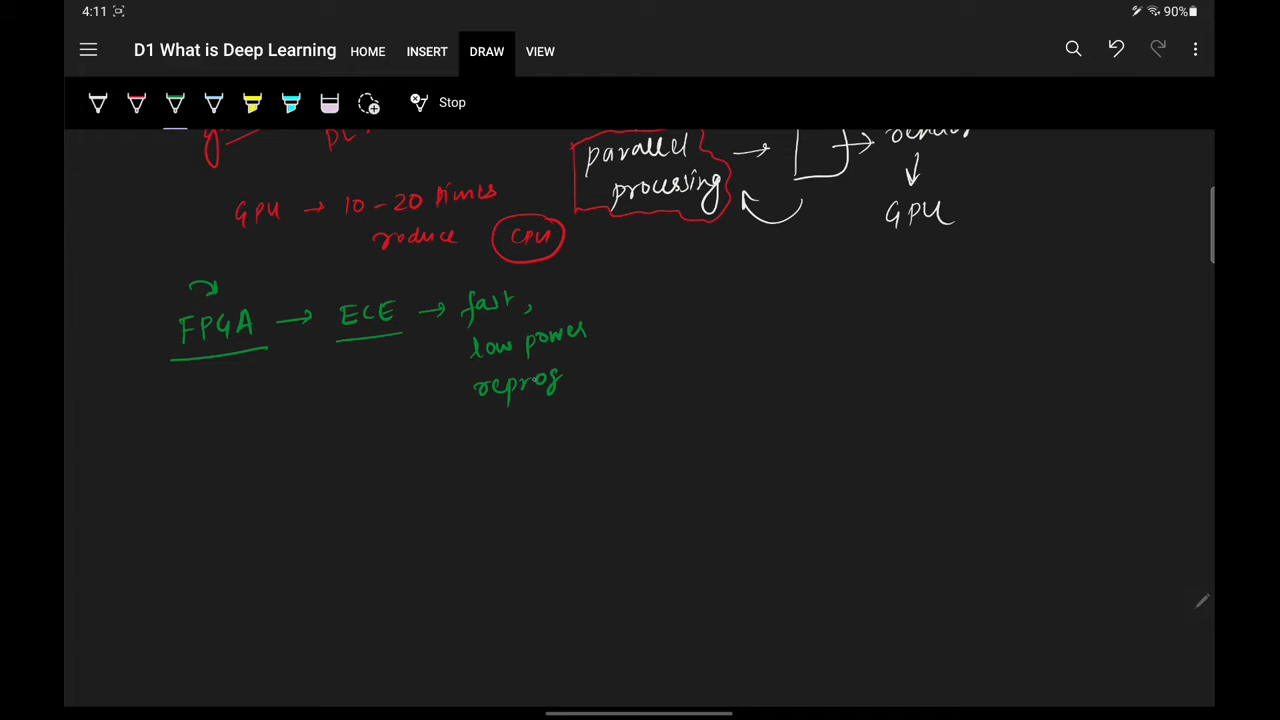 4:11 90%
D1 What is Deep Learning HOME INSERT DRAW VIEW
Stop
parallel
processing
GPU
GPU → 10 - 20 times
reduce CPU
FPGA → ECE → fast,
low power
reprog